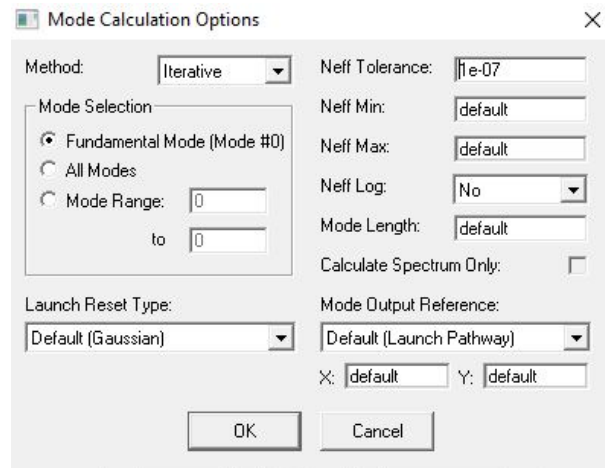 Mode Calculation Options
Method: Iterative
Neff Tolerance: 1e-07
Mode Selection
Fundamental Mode (Mode #0)
All Modes
Mode Range: 0
to 0
Neff Min: default
Neff Max: default
Neff Log: No
Mode Length: default
Calculate Spectrum Only:
Launch Reset Type:
Default (Gaussian)
Mode Output Reference:
Default (Launch Pathway)
X: default Y: default
OK Cancel